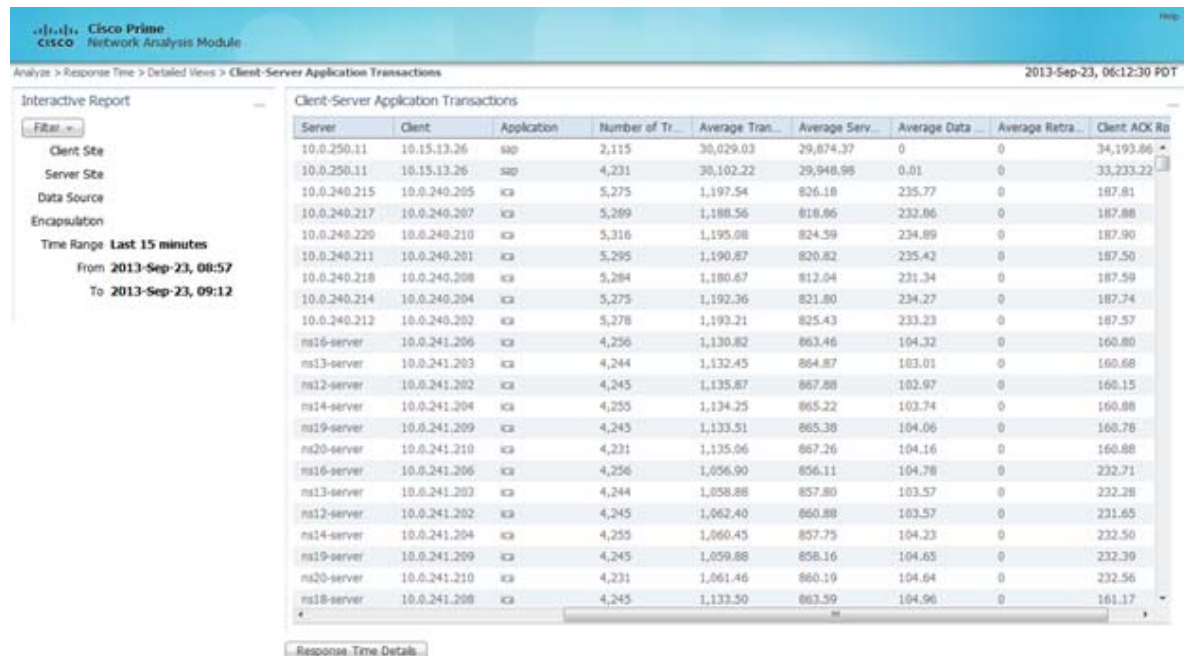 Help
Cisco Prime
CISCO Network Analysis Module
Analyze > Response Time > Detailed Views > Client-Server Application Transactions 2013-Sep-23, 06:12:30 PDT
Interactive Report
Filter
Client Site
Server Site
Data Source
Encapsulation
Time Range Last 15 minutes
From 2013-Sep-23, 08:57
To 2013-Sep-23, 09:12
Client-Server Application Transactions
Server Client Application Number of Tr... Average Tran... Average Serv... Average Data ... Average Retra... Client ACK Ro
10.0.250.11 10.15.13.26 sap 2,115 30,029.03 29,874.37 0 0 34,193.86
10.0.250.11 10.15.13.26 sap 4,231 30,102.22 29,948.98 0.01 0 33,233.22
10.0.240.215 10.0.240.205 ica 5,275 1,197.54 826.18 235.77 0 187.81
10.0.240.217 10.0.240.207 ica 5,289 1,188.56 818.86 232.86 0 187.88
10.0.240.220 10.0.240.210 ica 5,316 1,195.08 824.59 234.89 0 187.90
10.0.240.211 10.0.240.201 ica 5,295 1,190.87 820.82 235.42 0 187.50
10.0.240.218 10.0.240.208 ica 5,284 1,180.67 812.04 231.34 0 187.59
10.0.240.214 10.0.240.204 ica 5,275 1,192.36 821.80 234.27 0 187.74
10.0.240.212 10.0.240.202 ica 5,278 1,193.21 825.43 233.23 0 187.57
ns16-server 10.0.241.206 ica 4,256 1,130.82 863.46 104.32 0 160.80
ns13-server 10.0.241.203 ica 4,244 1,132.45 864.87 103.01 0 160.68
ns12-server 10.0.241.202 ica 4,245 1,135.87 867.88 102.97 0 160.15
ns14-server 10.0.241.204 ica 4,255 1,134.25 865.22 103.74 0 160.88
ns19-server 10.0.241.209 ica 4,245 1,133.51 865.38 104.06 0 160.78
ns20-server 10.0.241.210 ica 4,231 1,135.06 867.26 104.16 0 160.88
ns16-server 10.0.241.206 ica 4,256 1,056.90 856.11 104.78 0 232.71
ns13-server 10.0.241.203 ica 4,244 1,058.88 857.80 103.57 0 232.28
ns12-server 10.0.241.202 ica 4,245 1,062.40 860.88 103.57 0 231.65
ns14-server 10.0.241.204 ica 4,255 1,060.45 857.75 104.23 0 232.50
ns19-server 10.0.241.209 ica 4,245 1,059.88 858.16 104.65 0 232.39
ns20-server 10.0.241.210 ica 4,231 1,061.46 860.19 104.64 0 232.56
ns18-server 10.0.241.208 ica 4,245 1,133.50 863.59 104.96 0 161.17
Response Time Details